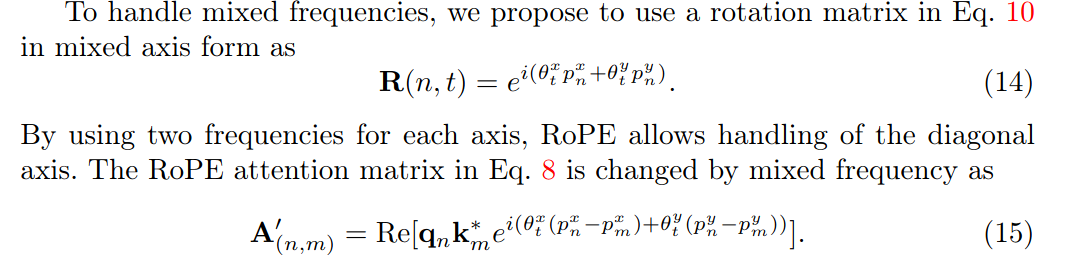 To handle mixed frequencies, we propose to use a rotation matrix in Eq. 10
in mixed axis form as
$$\mathbf{R}(n,t) = e^{i(\theta_t^x p_n^x + \theta_t^y p_n^y)}. \quad (14)$$
By using two frequencies for each axis, RoPE allows handling of the diagonal
axis. The RoPE attention matrix in Eq. 8 is changed by mixed frequency as
$$\mathbf{A}'_{(n,m)} = \mathrm{Re}[\mathbf{q}_n \mathbf{k}_m^* e^{i(\theta_t^x (p_n^x - p_m^x) + \theta_t^y (p_n^y - p_m^y))}]. \quad (15)$$